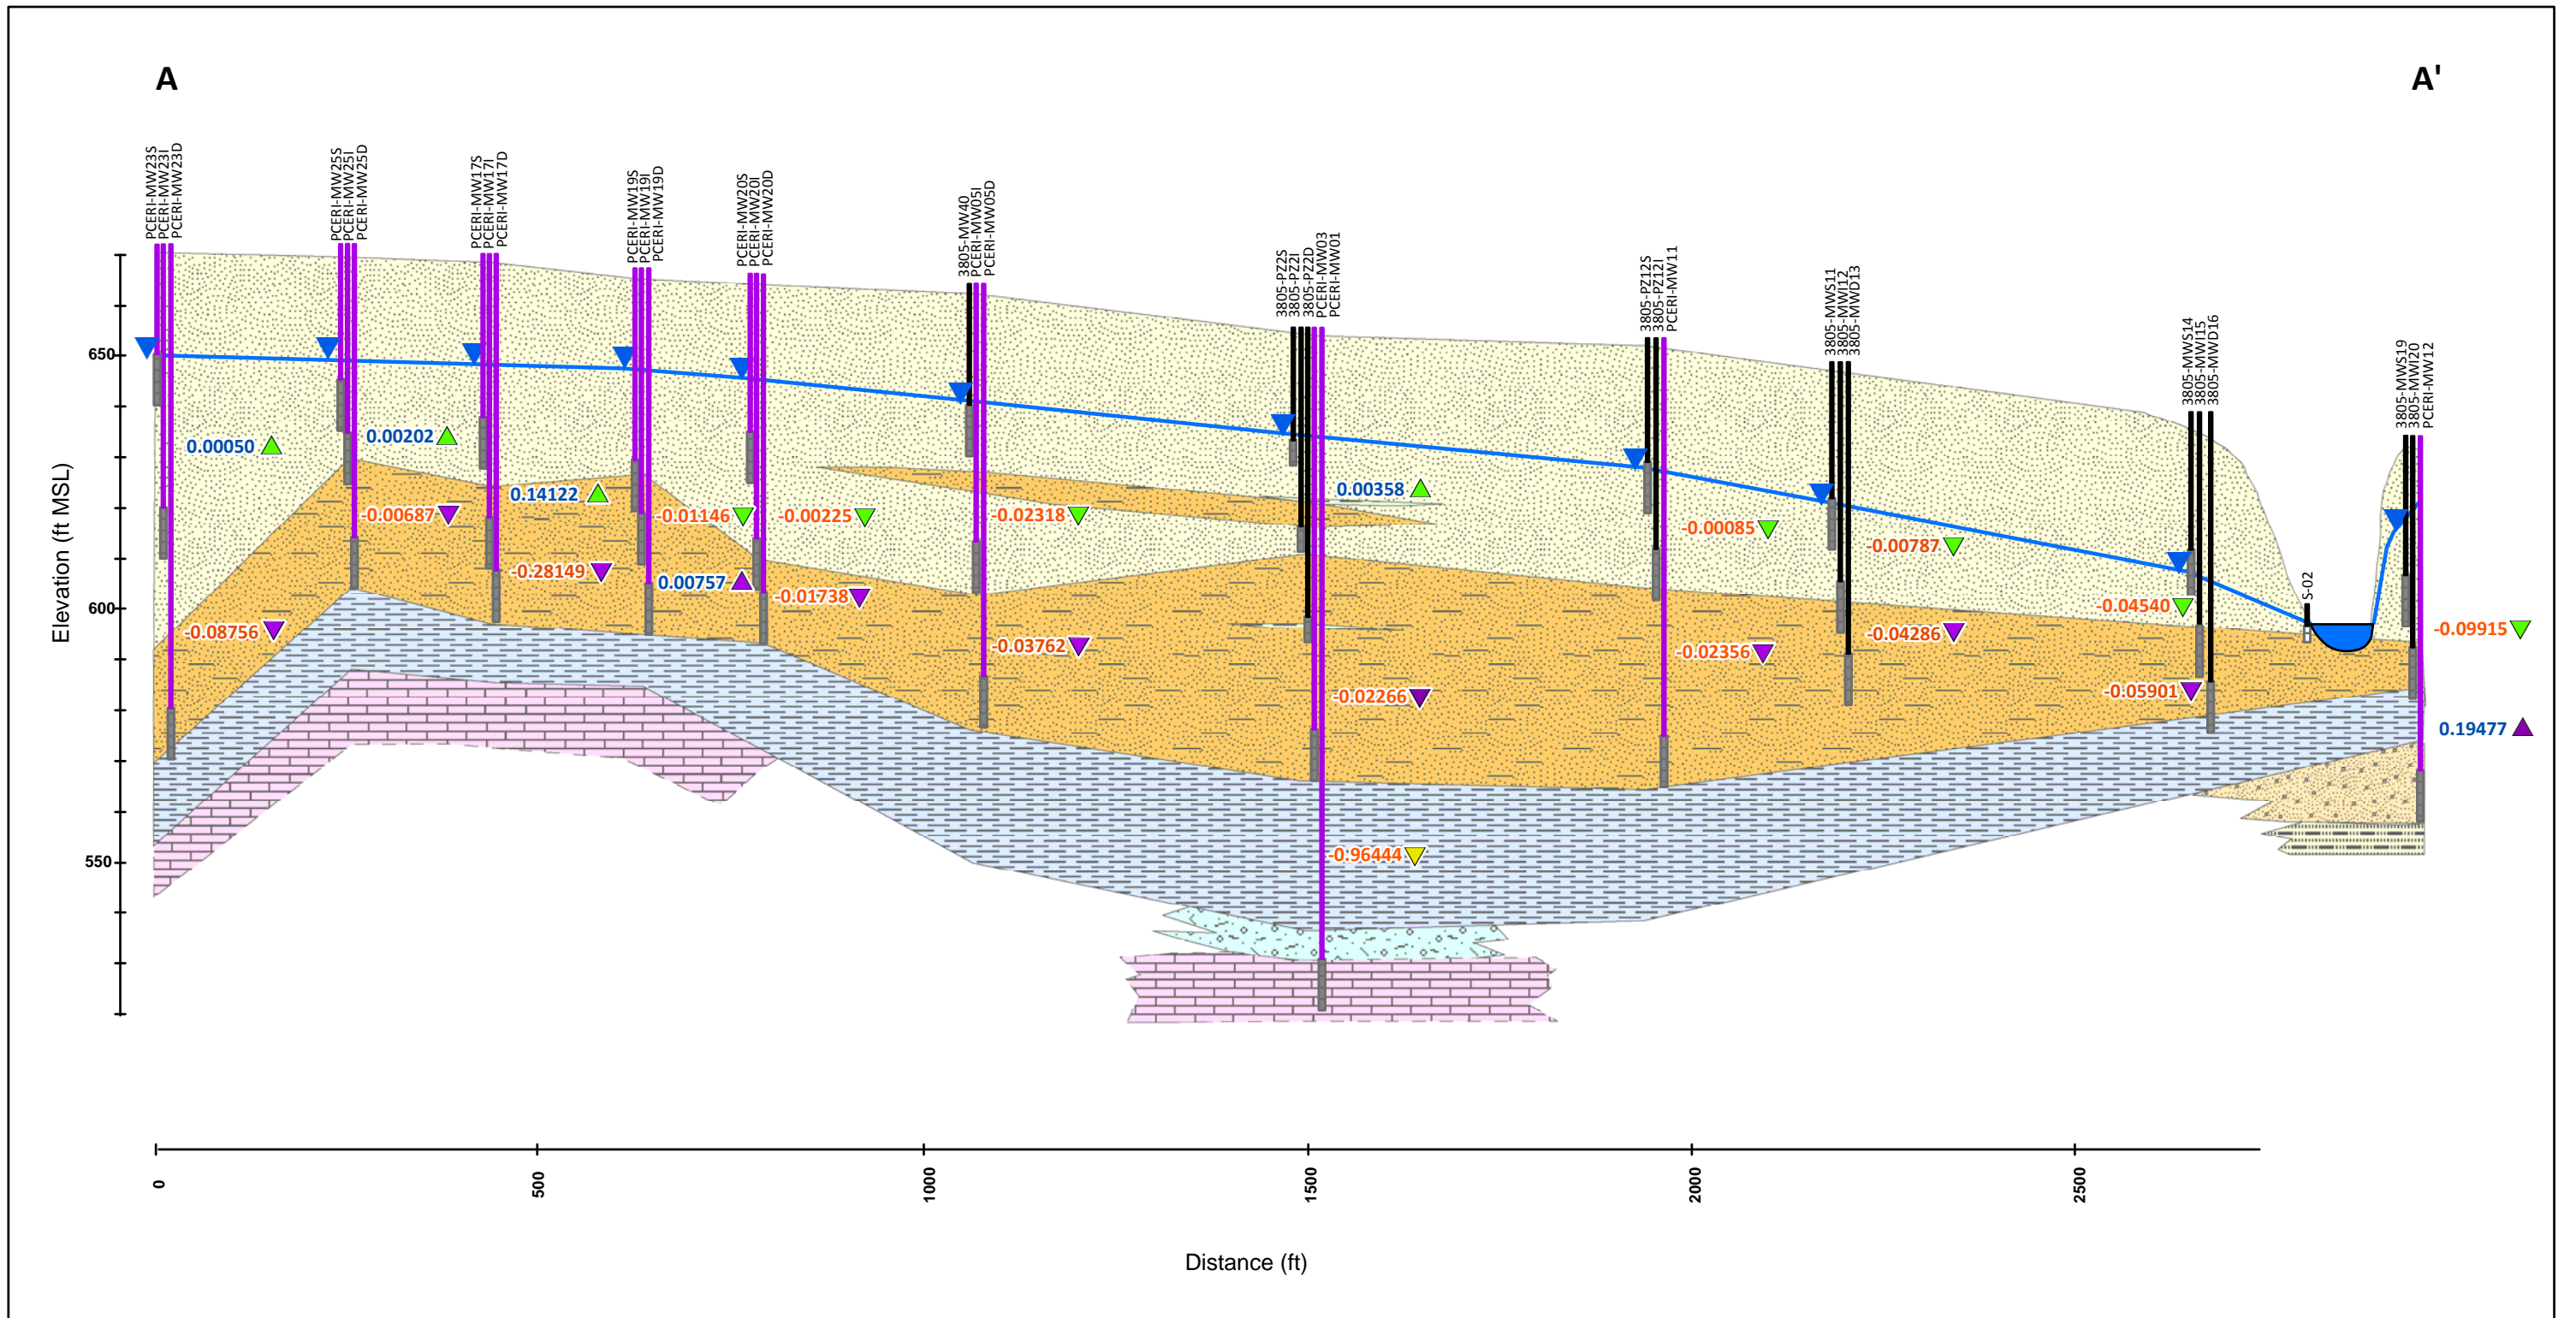 A
A'
PCERI-MW23S
PCERI-MW23I
PCERI-MW23D
PCERI-MW25S
PCERI-MW25I
PCERI-MW25D
PCERI-MW17S
PCERI-MW17I
PCERI-MW17D
PCERI-MW19S
PCERI-MW19I
PCERI-MW19D
PCERI-MW20S
PCERI-MW20I
PCERI-MW20D
3805-MW40
PCERI-MW05I
PCERI-MW05D
3805-PZ2S
3805-PZ2I
3805-PZ2D
PCERI-MW03
PCERI-MW01
3805-PZ12S
3805-PZ12I
PCERI-MW11
3805-MWS11
3805-MWI12
3805-MWD13
3805-MWS14
3805-MWI15
3805-MWD16
S-02
3805-MWS19
3805-MWI20
PCERI-MW12
Elevation (ft MSL)
650
600
550
0.00050
-0.08756
0.00202
-0.00687
0.14122
-0.28149
-0.01146
0.00757
-0.00225
-0.01738
-0.02318
-0.03762
0.00358
-0.02266
-0.96444
-0.00085
-0.02356
-0.00787
-0.04286
-0.04540
-0.05901
-0.09915
0.19477
0
500
1000
1500
2000
2500
Distance (ft)